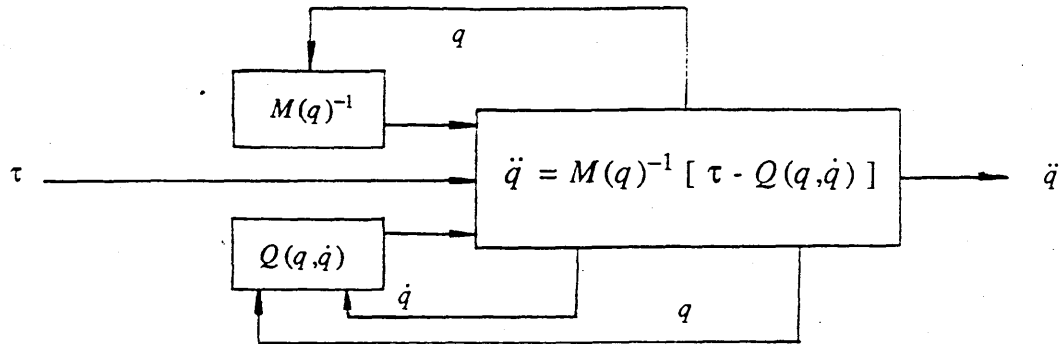 q
M(q)⁻¹
τ
q̈ = M(q)⁻¹ [ τ - Q(q,q̇) ]
q̈
Q(q,q̇)
q̇
q